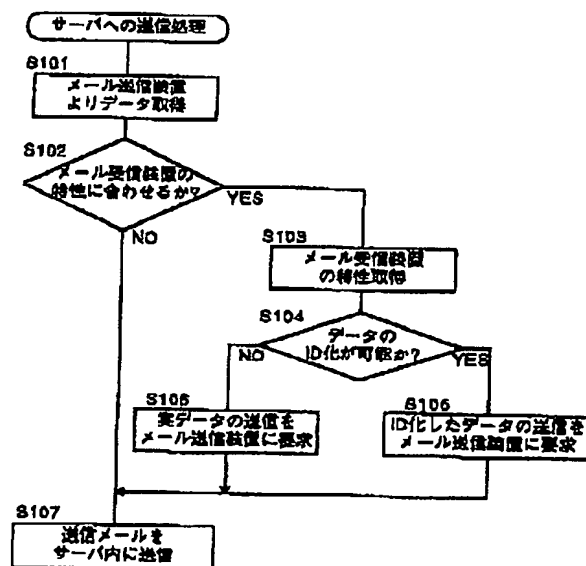 サーバへの送信処理
S101
メール送信装置
よりデータ取得
S102
メール受信装置の
特性に合わせるか?
YES
NO
S103
メール受信装置
の特性取得
S104
データの
ID化が可能か?
NO
YES
S106
実データの送信を
メール送信装置に要求
S105
ID化したデータの送信を
メール送信装置に要求
S107
送信メールを
サーバ内に送信